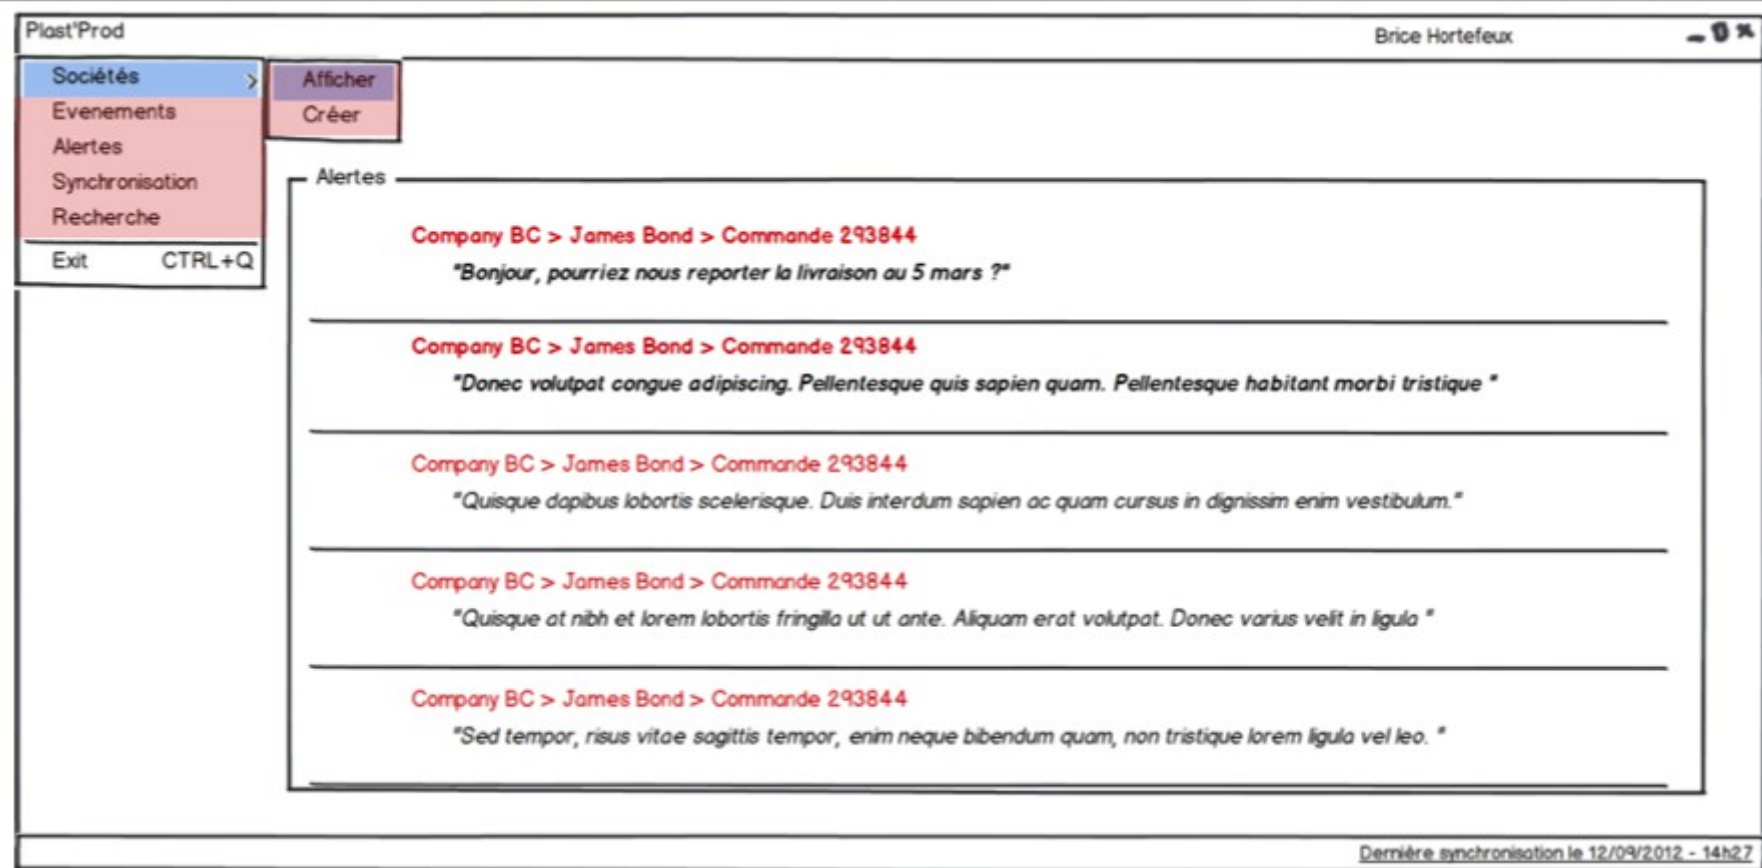 Plast'Prod
Brice Hortefeux
Sociétés >
Afficher
Evenements
Créer
Alertes
Synchronisation
Recherche
Exit CTRL+Q
Alertes
Company BC > James Bond > Commande 293844
"Bonjour, pourriez nous reporter la livraison au 5 mars ?"
Company BC > James Bond > Commande 293844
"Donec volutpat congue adipiscing. Pellentesque quis sapien quam. Pellentesque habitant morbi tristique "
Company BC > James Bond > Commande 293844
"Quisque dapibus lobortis scelerisque. Duis interdum sapien ac quam cursus in dignissim enim vestibulum."
Company BC > James Bond > Commande 293844
"Quisque at nibh et lorem lobortis fringilla ut ut ante. Aliquam erat volutpat. Donec varius velit in ligula "
Company BC > James Bond > Commande 293844
"Sed tempor, risus vitae sagittis tempor, enim neque bibendum quam, non tristique lorem ligula vel leo. "
Dernière synchronisation le 12/09/2012 - 14h27